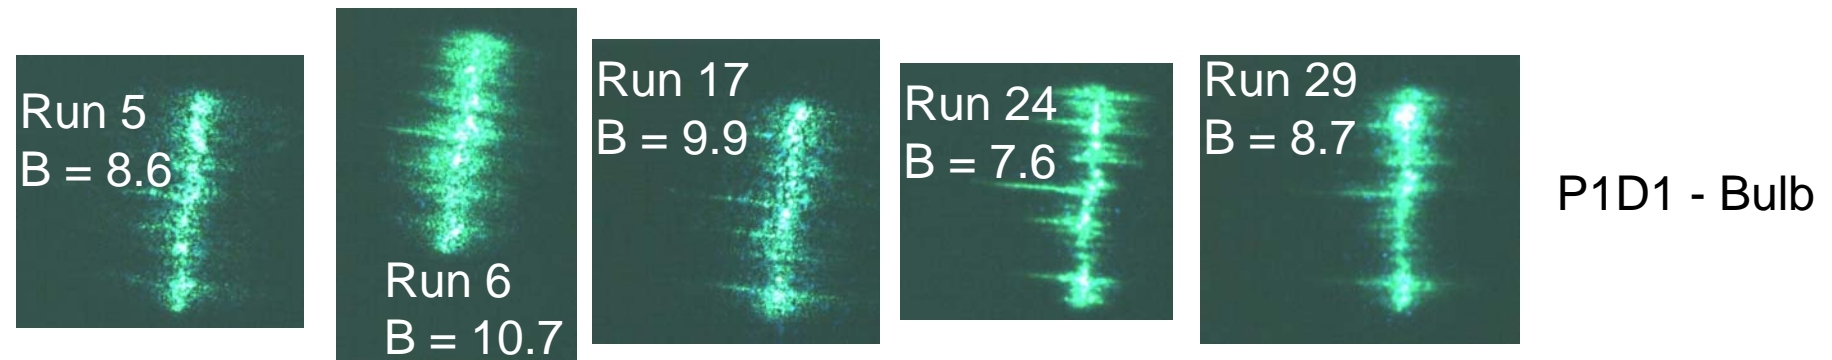 Run 5
B = 8.6
Run 6
B = 10.7
Run 17
B = 9.9
Run 24
B = 7.6
Run 29
B = 8.7
P1D1 - Bulb